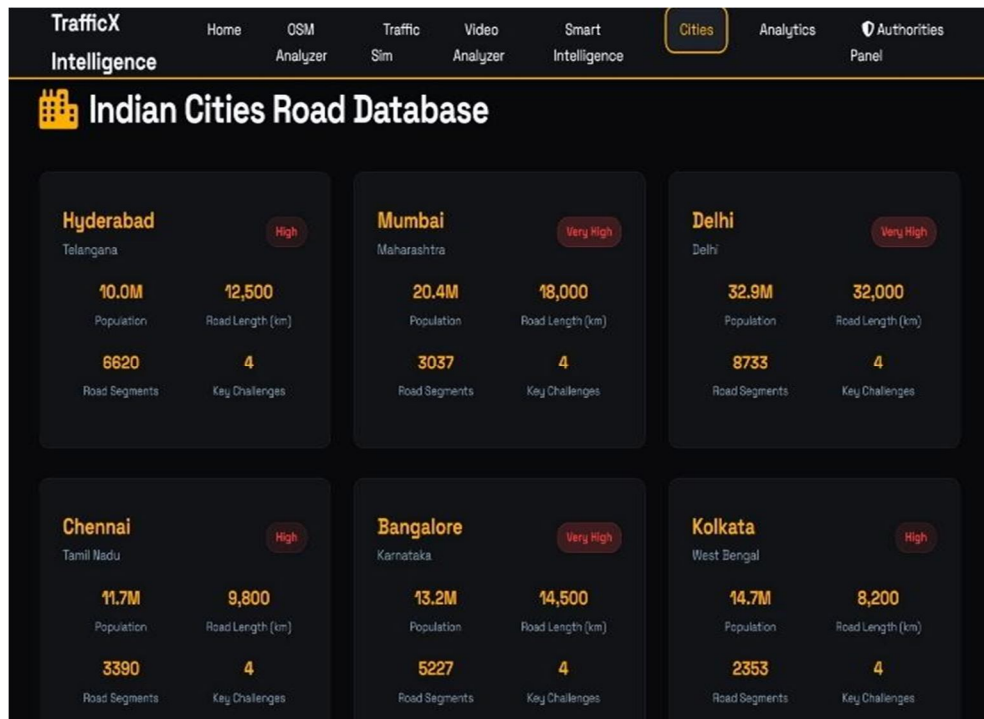 TrafficX Intelligence
Home
OSM Analyzer
Traffic Sim
Video Analyzer
Smart Intelligence
Cities
Analytics
Authorities Panel
Indian Cities Road Database
Hyderabad
High
Telangana
10.0M 12,500
Population Road Length (km)
6620 4
Road Segments Key Challenges
Mumbai
Very High
Maharashtra
20.4M 18,000
Population Road Length (km)
3037 4
Road Segments Key Challenges
Delhi
Very High
Delhi
32.9M 32,000
Population Road Length (km)
8733 4
Road Segments Key Challenges
Chennai
High
Tamil Nadu
11.7M 9,800
Population Road Length (km)
3390 4
Road Segments Key Challenges
Bangalore
Very High
Karnataka
13.2M 14,500
Population Road Length (km)
5227 4
Road Segments Key Challenges
Kolkata
High
West Bengal
14.7M 8,200
Population Road Length (km)
2353 4
Road Segments Key Challenges